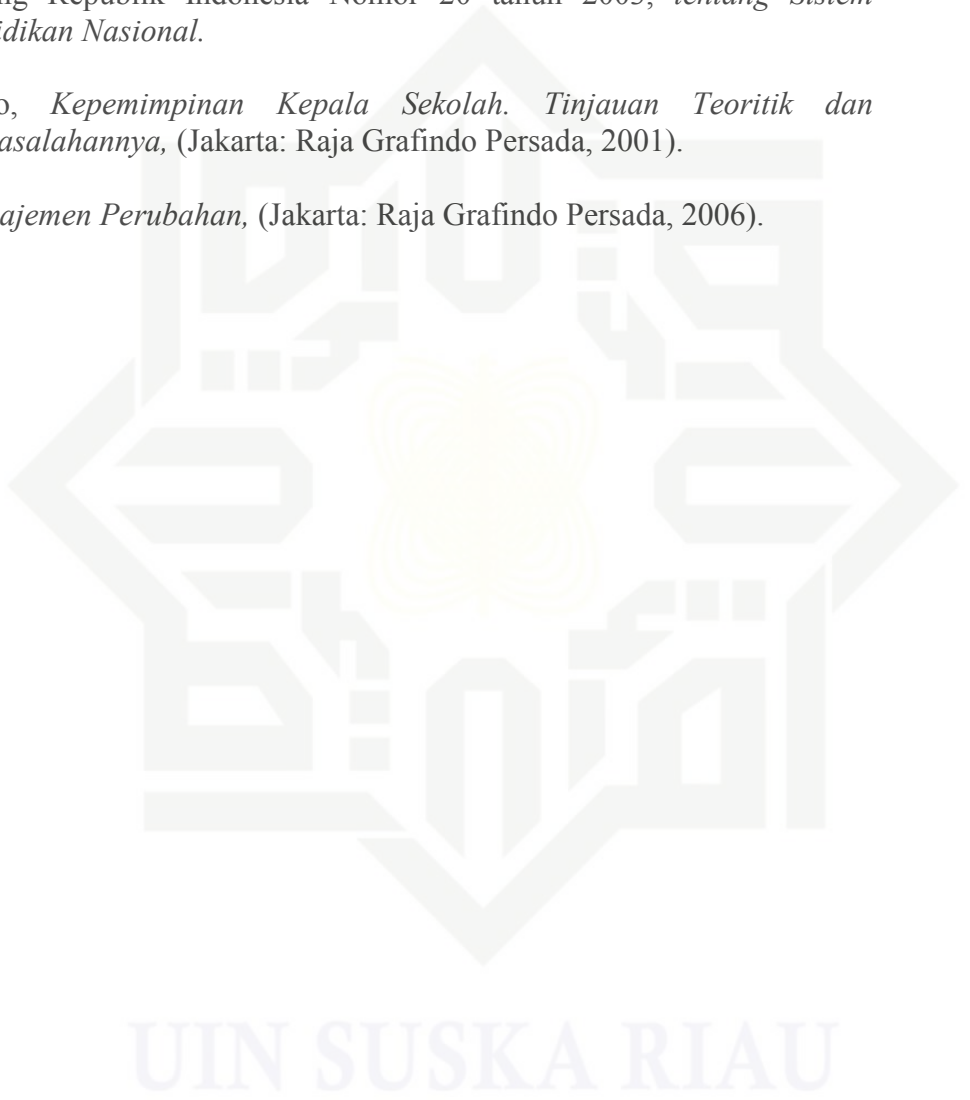 ng Republik Indonesia Nomor 20 tahun 2003, tentang Sistem
idikan Nasional.
o, Kepemimpinan Kepala Sekolah. Tinjauan Teoritik dan
asalahannya, (Jakarta: Raja Grafindo Persada, 2001).
ajemen Perubahan, (Jakarta: Raja Grafindo Persada, 2006).
UIN SUSKA RIAU